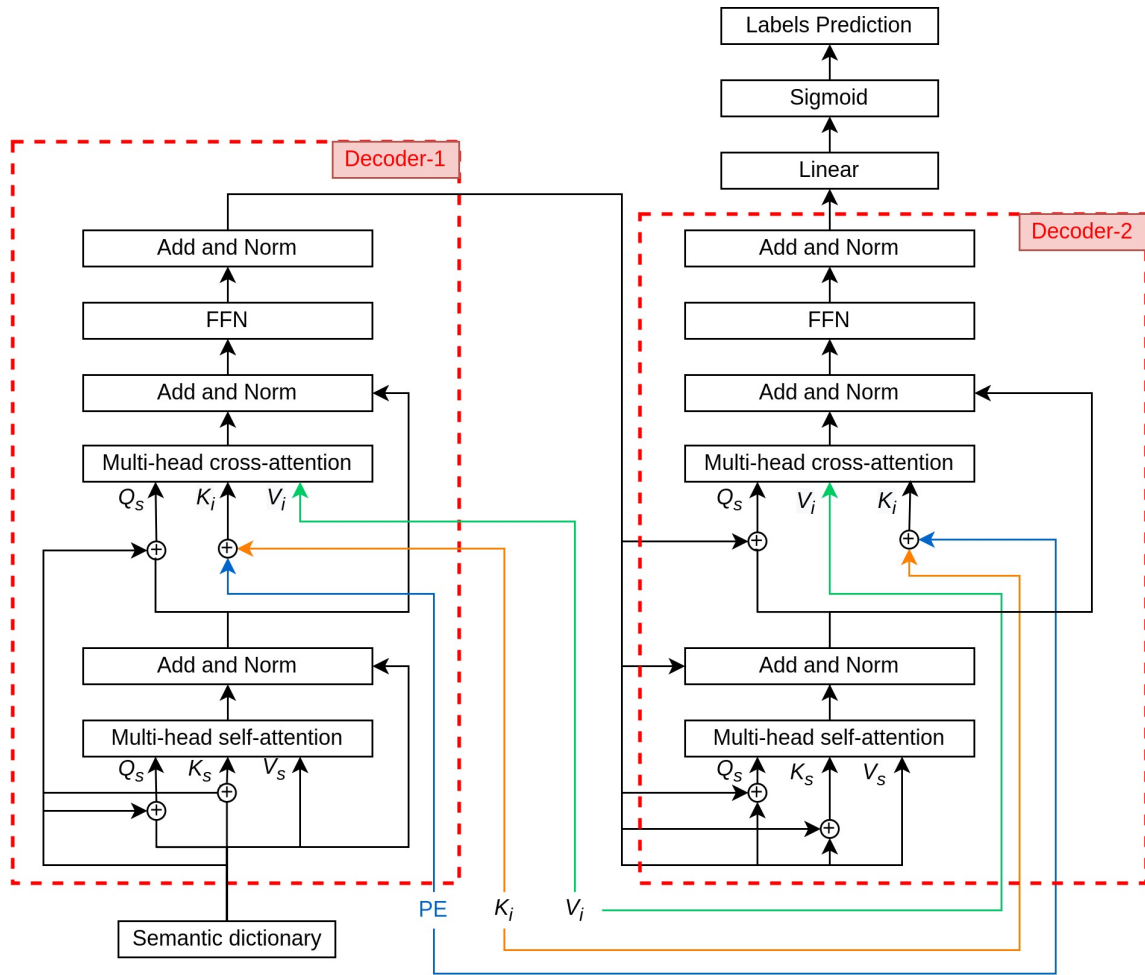 Labels Prediction
Sigmoid
Linear
Decoder-1
Add and Norm
FFN
Add and Norm
Multi-head cross-attention
Qs Ki Vi
+ +
Add and Norm
Multi-head self-attention
Qs Ks Vs
+
+
Semantic dictionary
PE Ki Vi
Decoder-2
Add and Norm
FFN
Add and Norm
Multi-head cross-attention
Qs Vi Ki
+ +
Add and Norm
Multi-head self-attention
Qs Ks Vs
+
+